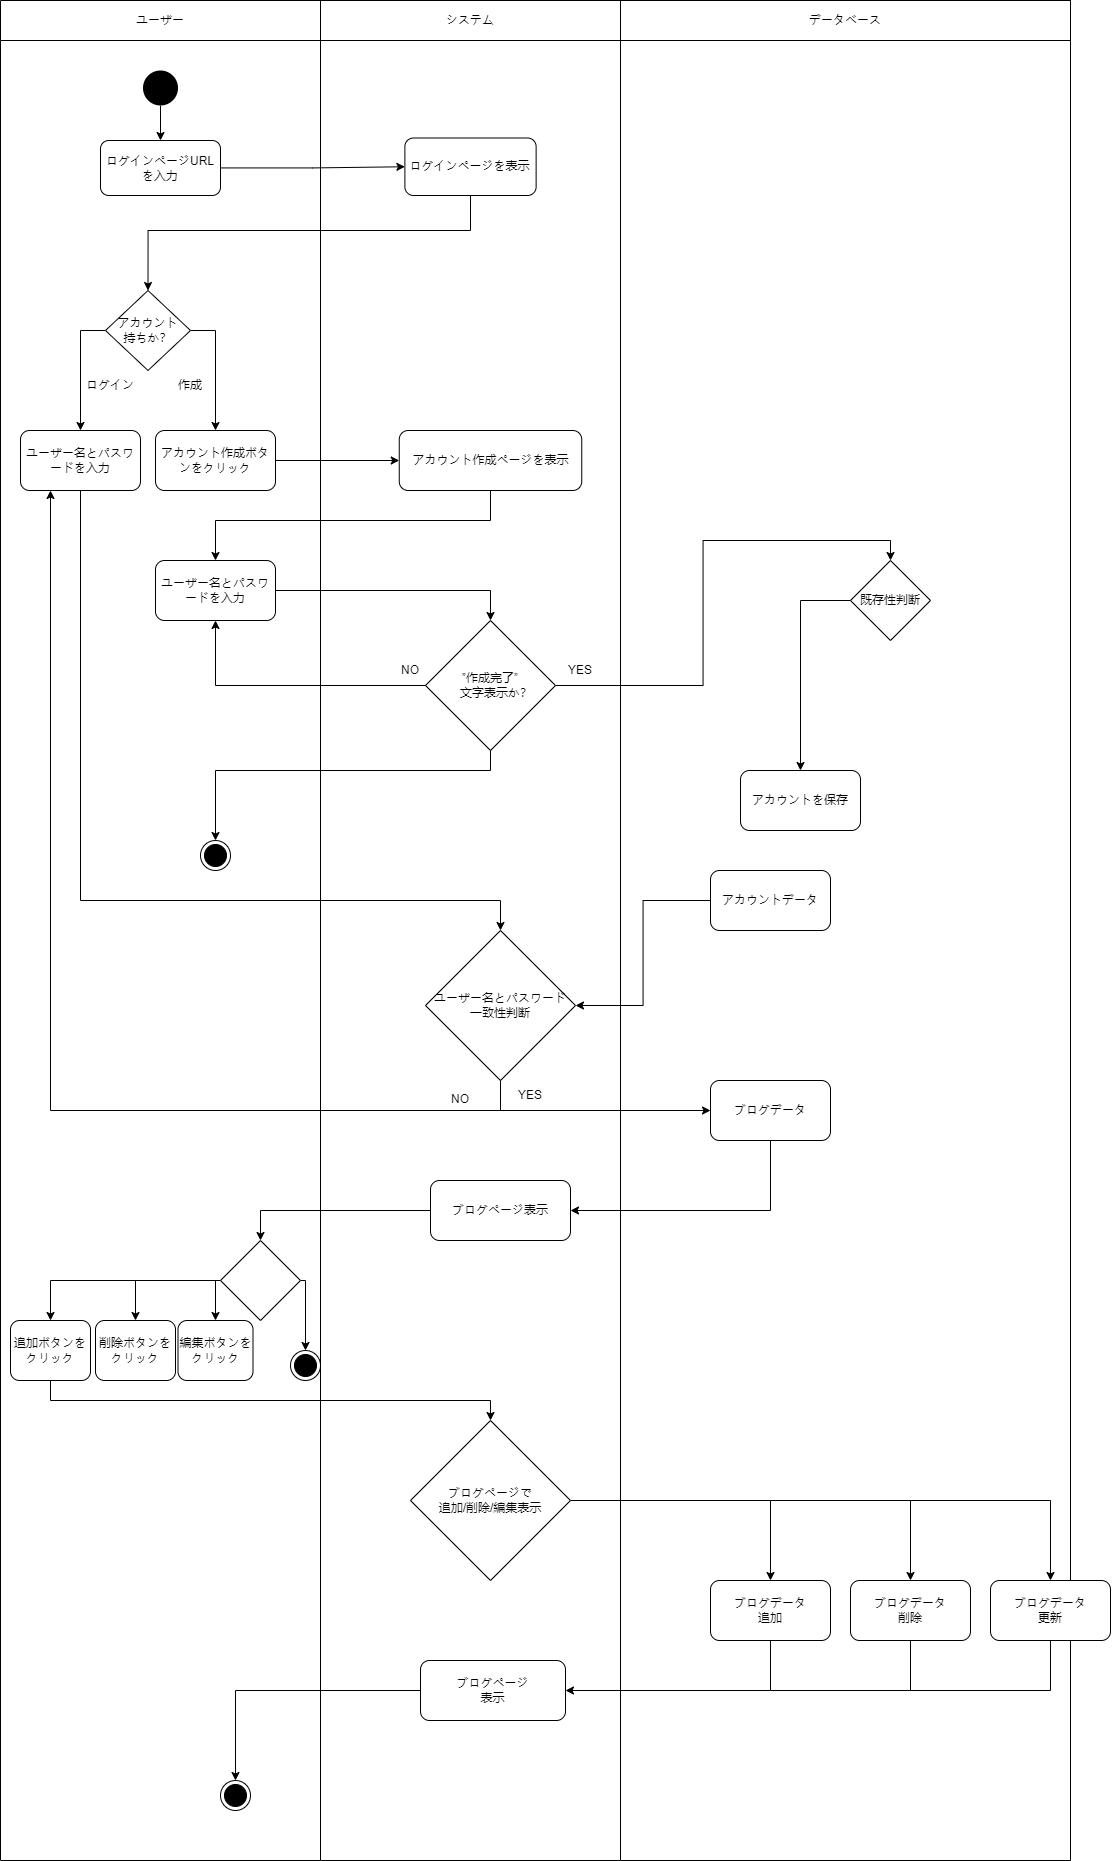 ユーザー
システム
データベース
ログインページURL
を入力
ログインページを表示
アカウント
持ちか？
ログイン
作成
ユーザー名とパスワ
ードを入力
アカウント作成ボタ
ンをクリック
アカウント作成ページを表示
ユーザー名とパスワ
ードを入力
既存性判断
NO
YES
"作成完了"
文字表示か？
アカウントを保存
アカウントデータ
ユーザー名とパスワード
一致性判断
NO
YES
ブログデータ
ブログページ表示
追加ボタンを
クリック
削除ボタンを
クリック
編集ボタンを
クリック
ブログページで
追加/削除/編集表示
ブログデータ
追加
ブログデータ
削除
ブログデータ
更新
ブログページ
表示